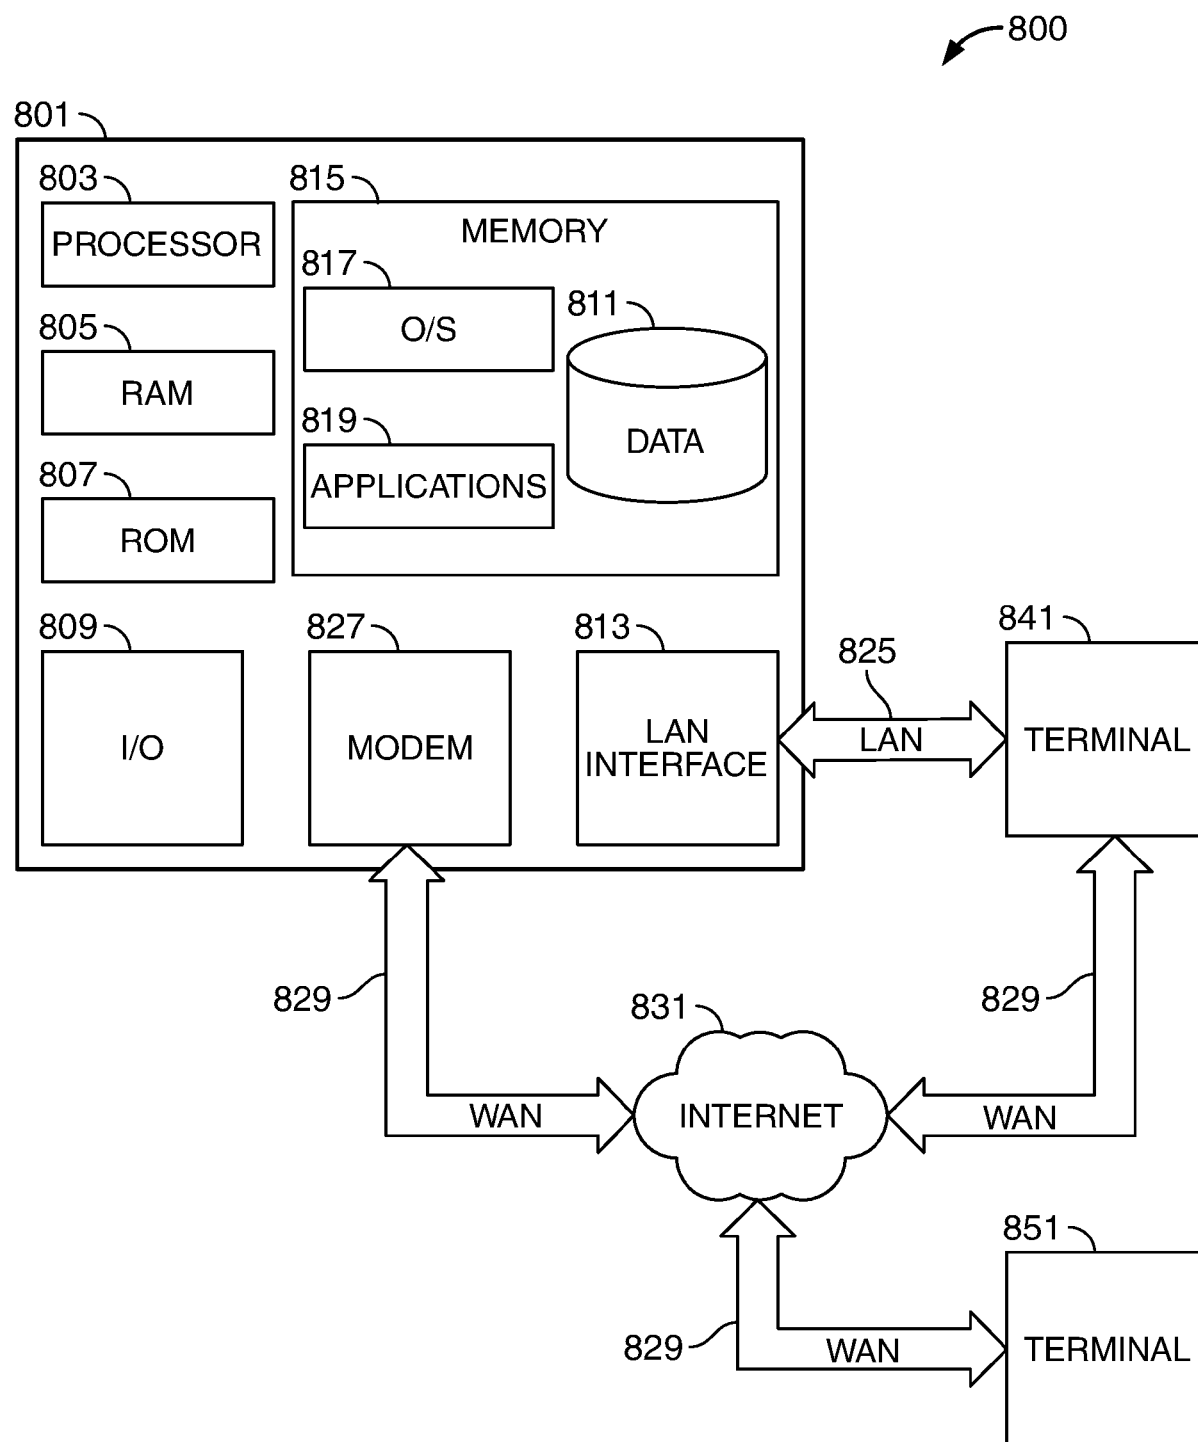 800
801
803
PROCESSOR
815
MEMORY
817
O/S
811
DATA
805
RAM
819
APPLICATIONS
807
ROM
809
I/O
827
MODEM
813
LAN
INTERFACE
825
LAN
841
TERMINAL
829
WAN
831
INTERNET
829
WAN
851
TERMINAL
829
WAN